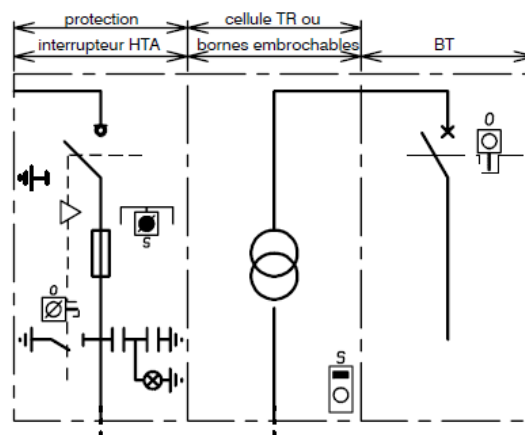 protection
interrupteur HTA
cellule TR ou
bornes embrochables
BT
O
S
O
S